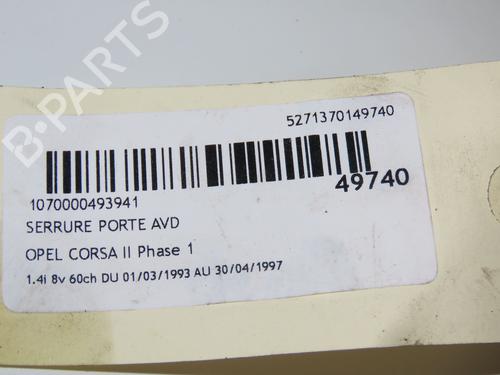 B-PARTS
5271370149740
49740
1070000493941
SERRURE PORTE AVD
OPEL CORSA II Phase 1
1.4i 8v 60ch DU 01/03/1993 AU 30/04/1997